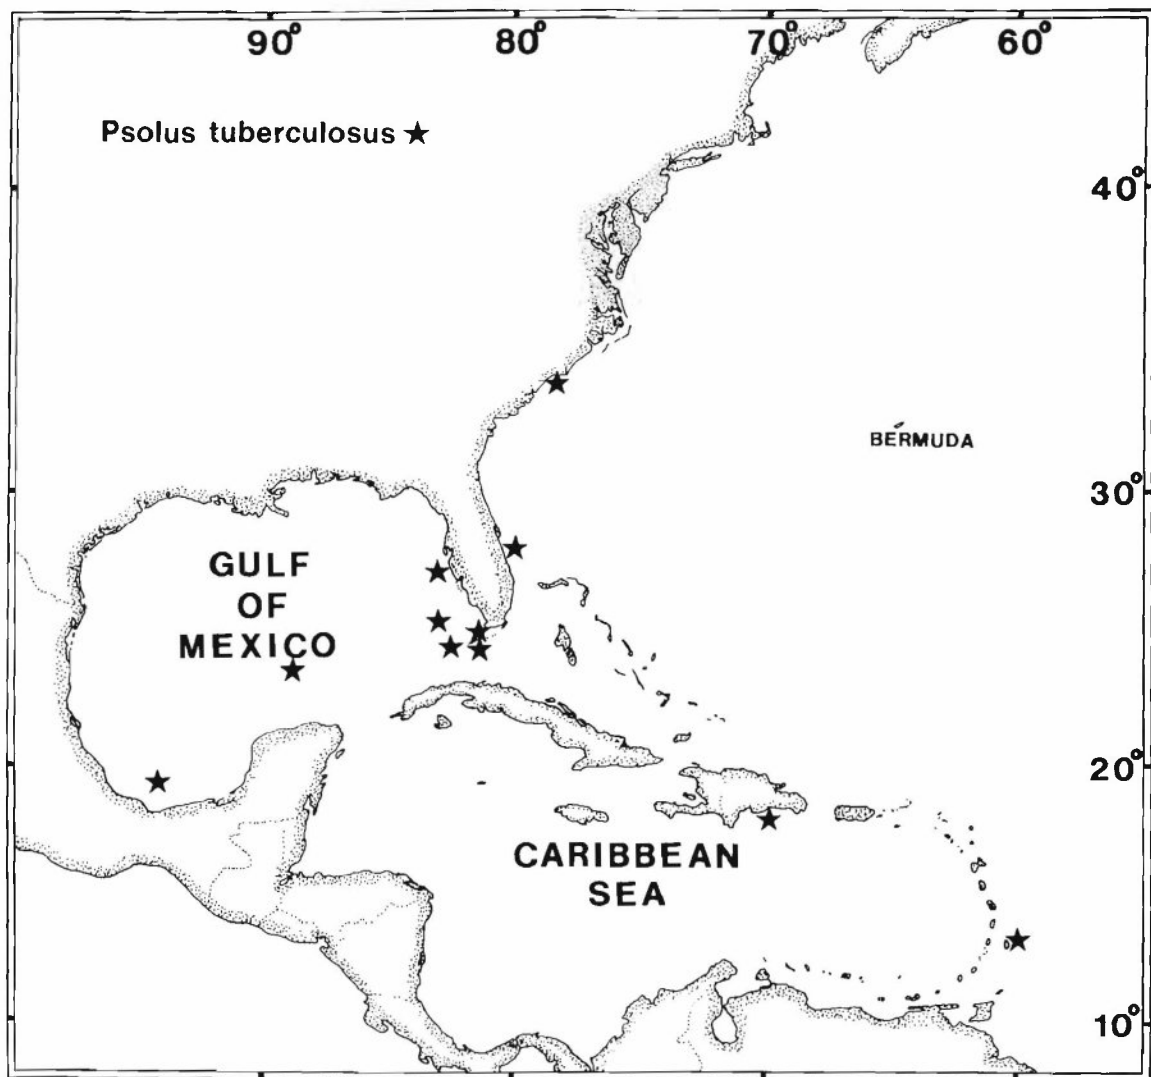 90° 80° 70° 60°
Psolus tuberculosus ★
40°
BERMUDA
30°
GULF
OF
MEXICO
20°
CARIBBEAN
SEA
10°